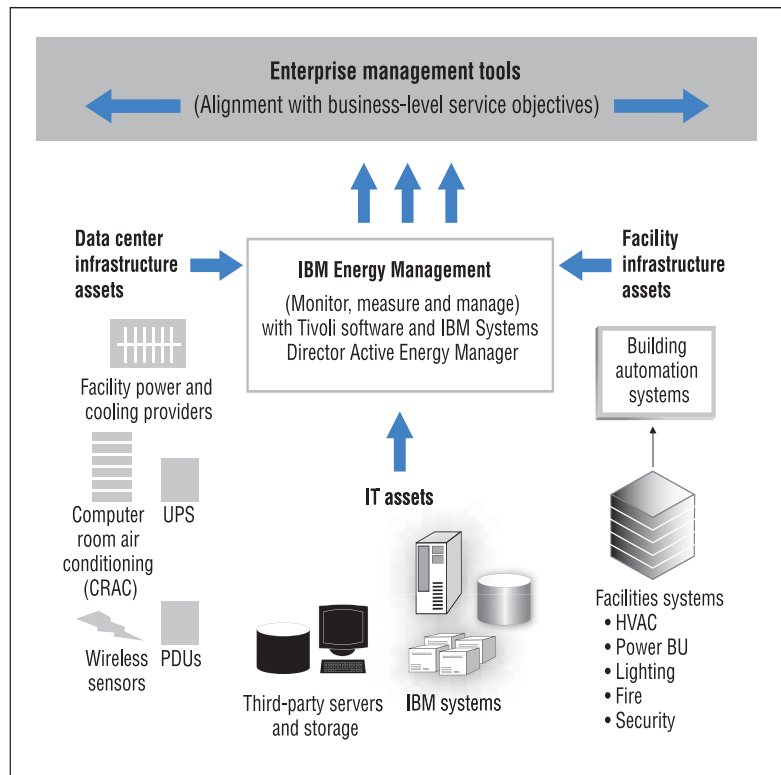 Enterprise management tools
(Alignment with business-level service objectives)
Data center
infrastructure
assets
IBM Energy Management
(Monitor, measure and manage)
with Tivoli software and IBM Systems
Director Active Energy Manager
Facility
infrastructure
assets
Facility power and
cooling providers
Computer
room air
conditioning
(CRAC)
UPS
Wireless
sensors
PDUs
IT assets
Third-party servers
and storage
IBM systems
Building
automation
systems
Facilities systems
• HVAC
• Power BU
• Lighting
• Fire
• Security